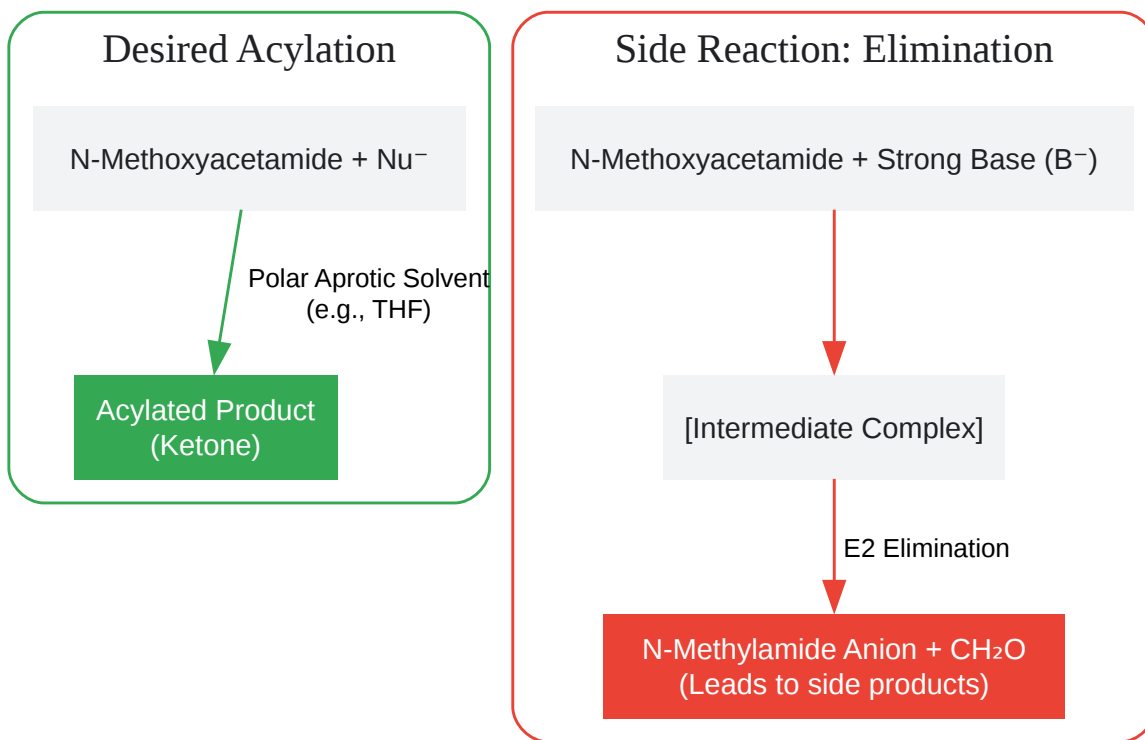 Desired Acylation
N-Methoxyacetamide + Nu⁻
Polar Aprotic Solvent
(e.g., THF)
Acylated Product
(Ketone)
Side Reaction: Elimination
N-Methoxyacetamide + Strong Base (B⁻)
[Intermediate Complex]
E2 Elimination
N-Methylamide Anion + CH₂O
(Leads to side products)